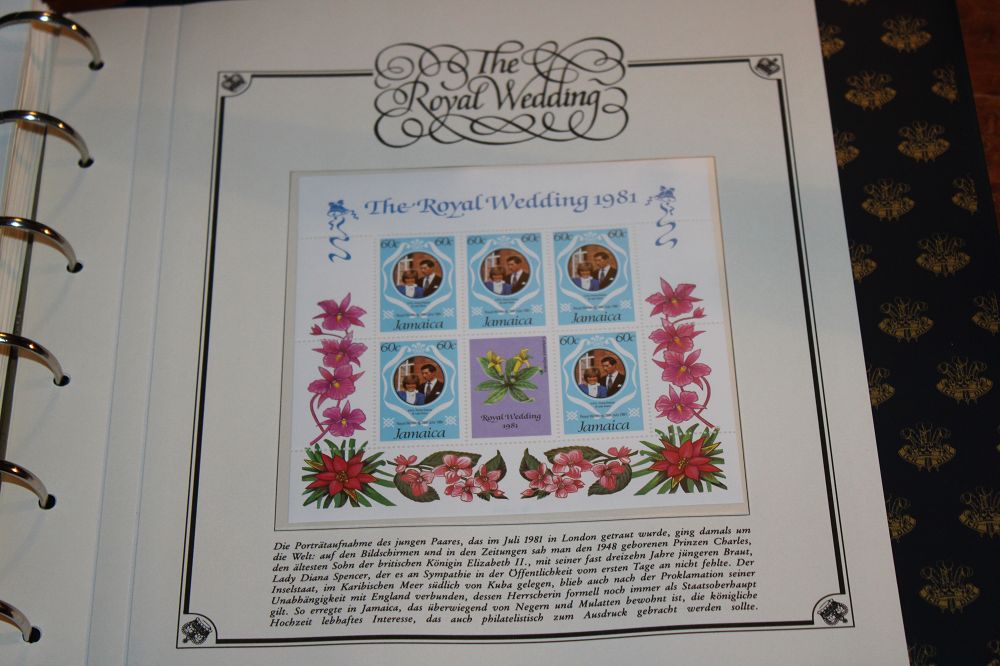 The
Royal Wedding
The Royal Wedding 1981
60c 60c 60c
Jamaica Jamaica Jamaica
60c 60c 60c 60c
Royal Wedding
1981
Jamaica Jamaica
Die Porträtaufnahme des jungen Paares, das im Juli 1981 in London getraut wurde, ging damals um
die Welt: auf den Bildschirmen und in den Zeitungen sah man den 1948 geborenen Prinzen Charles,
den ältesten Sohn der britischen Königin Elizabeth II., mit seiner fast dreizehn Jahre jüngeren Braut,
Lady Diana Spencer, der es an Sympathie in der Öffentlichkeit vom ersten Tage an nicht fehlte. Der
Inselstaat, im Karibischen Meer südlich von Kuba gelegen, blieb auch nach der Proklamation seiner
Unabhängigkeit mit England verbunden, dessen Herrscherin formell noch immer als Staatsoberhaupt
gilt. So erregte in Jamaica, das überwiegend von Negern und Mulatten bewohnt ist, die königliche
Hochzeit lebhaftes Interesse, das auch philatelistisch zum Ausdruck gebracht werden sollte.